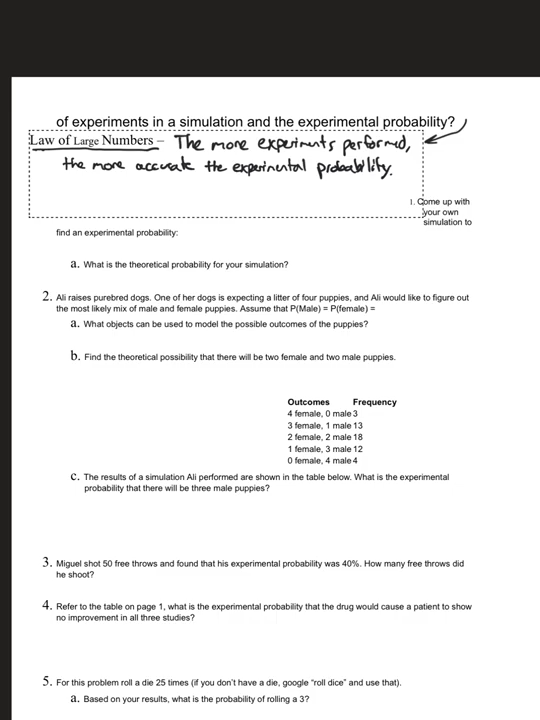 of experiments in a simulation and the experimental probability?
Law of Large Numbers – The more experiments performed,
the more accurate the experimental probability.
1. Come up with
your own
simulation to
find an experimental probability:
a. What is the theoretical probability for your simulation?
2. Ali raises purebred dogs. One of her dogs is expecting a litter of four puppies, and Ali would like to figure out
the most likely mix of male and female puppies. Assume that P(Male) = P(female) =
a. What objects can be used to model the possible outcomes of the puppies?
b. Find the theoretical possibility that there will be two female and two male puppies.
Outcomes Frequency
4 female, 0 male 3
3 female, 1 male 13
2 female, 2 male 18
1 female, 3 male 12
0 female, 4 male 4
c. The results of a simulation Ali performed are shown in the table below. What is the experimental
probability that there will be three male puppies?
3. Miguel shot 50 free throws and found that his experimental probability was 40%. How many free throws did
he shoot?
4. Refer to the table on page 1, what is the experimental probability that the drug would cause a patient to show
no improvement in all three studies?
5. For this problem roll a die 25 times (if you don't have a die, google "roll dice" and use that).
a. Based on your results, what is the probability of rolling a 3?